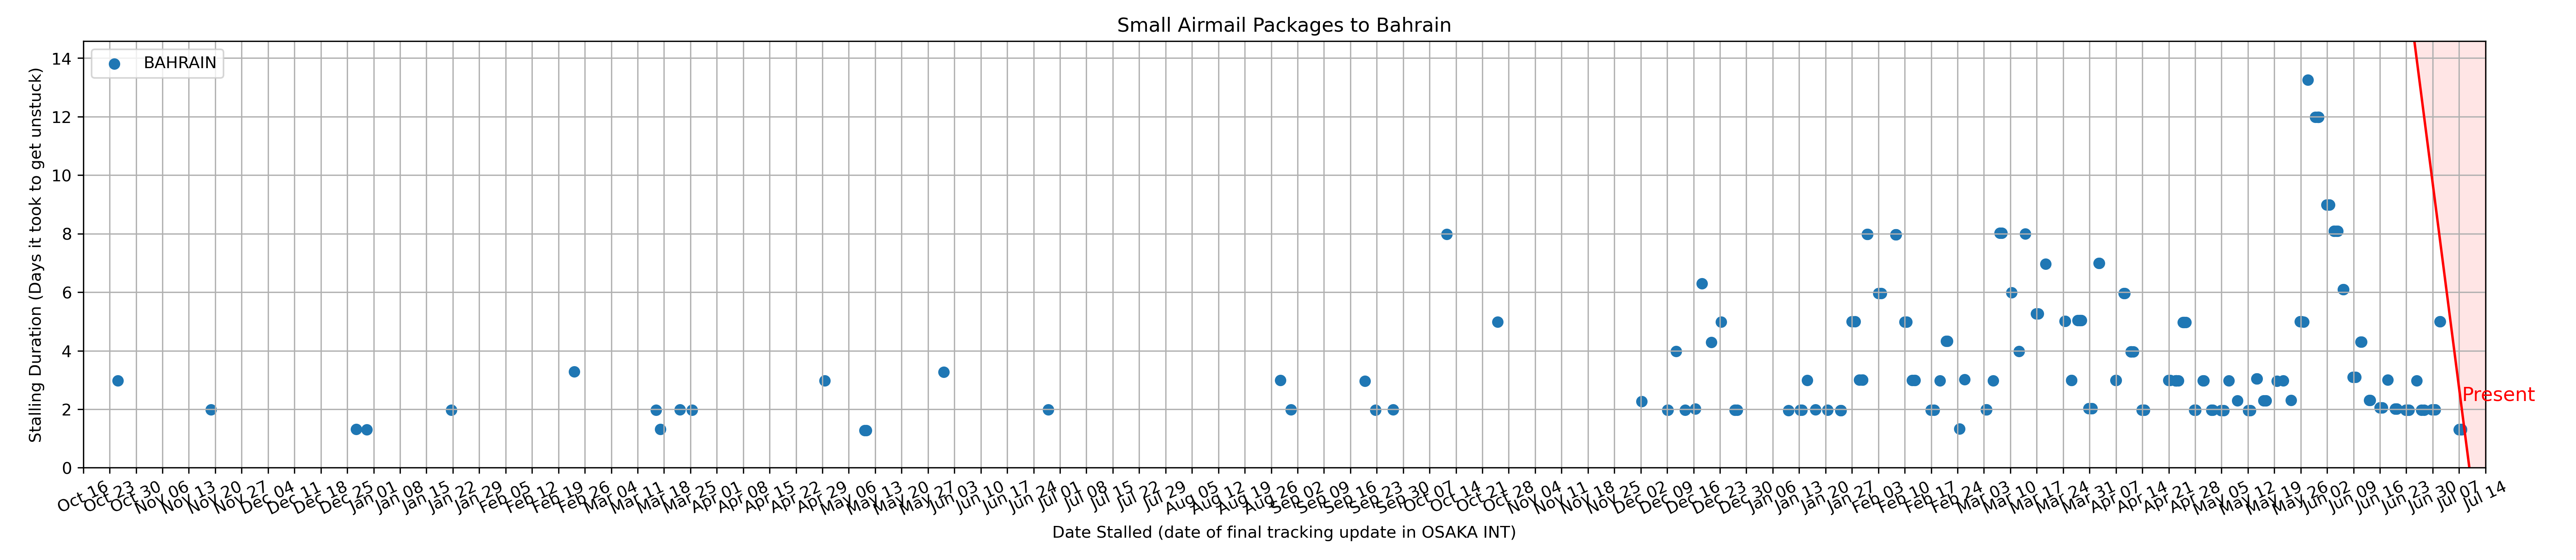 Small Airmail Packages to Bahrain
BAHRAIN
Stalling Duration (Days it took to get unstuck)
14
12
10
8
6
4
2
0
Present
Oct 16 Oct 23 Oct 30 Nov 06 Nov 13 Nov 20 Nov 27 Dec 04 Dec 11 Dec 18 Dec 25 Jan 01 Jan 08 Jan 15 Jan 22 Jan 29 Feb 05 Feb 12 Feb 19 Feb 26 Mar 04 Mar 11 Mar 18 Mar 25 Apr 01 Apr 08 Apr 15 Apr 22 Apr 29 May 06 May 13 May 20 May 27 Jun 03 Jun 10 Jun 17 Jun 24 Jul 01 Jul 08 Jul 15 Jul 22 Jul 29 Aug 05 Aug 12 Aug 19 Aug 26 Sep 02 Sep 09 Sep 16 Sep 23 Sep 30 Oct 07 Oct 14 Oct 21 Oct 28 Nov 04 Nov 11 Nov 18 Nov 25 Dec 02 Dec 09 Dec 16 Dec 23 Dec 30 Jan 06 Jan 13 Jan 20 Jan 27 Feb 03 Feb 10 Feb 17 Feb 24 Mar 03 Mar 10 Mar 17 Mar 24 Mar 31 Apr 07 Apr 14 Apr 21 Apr 28 May 05 May 12 May 19 May 26 Jun 02 Jun 09 Jun 16 Jun 23 Jun 30 Jul 07 Jul 14
Date Stalled (date of final tracking update in OSAKA INT)